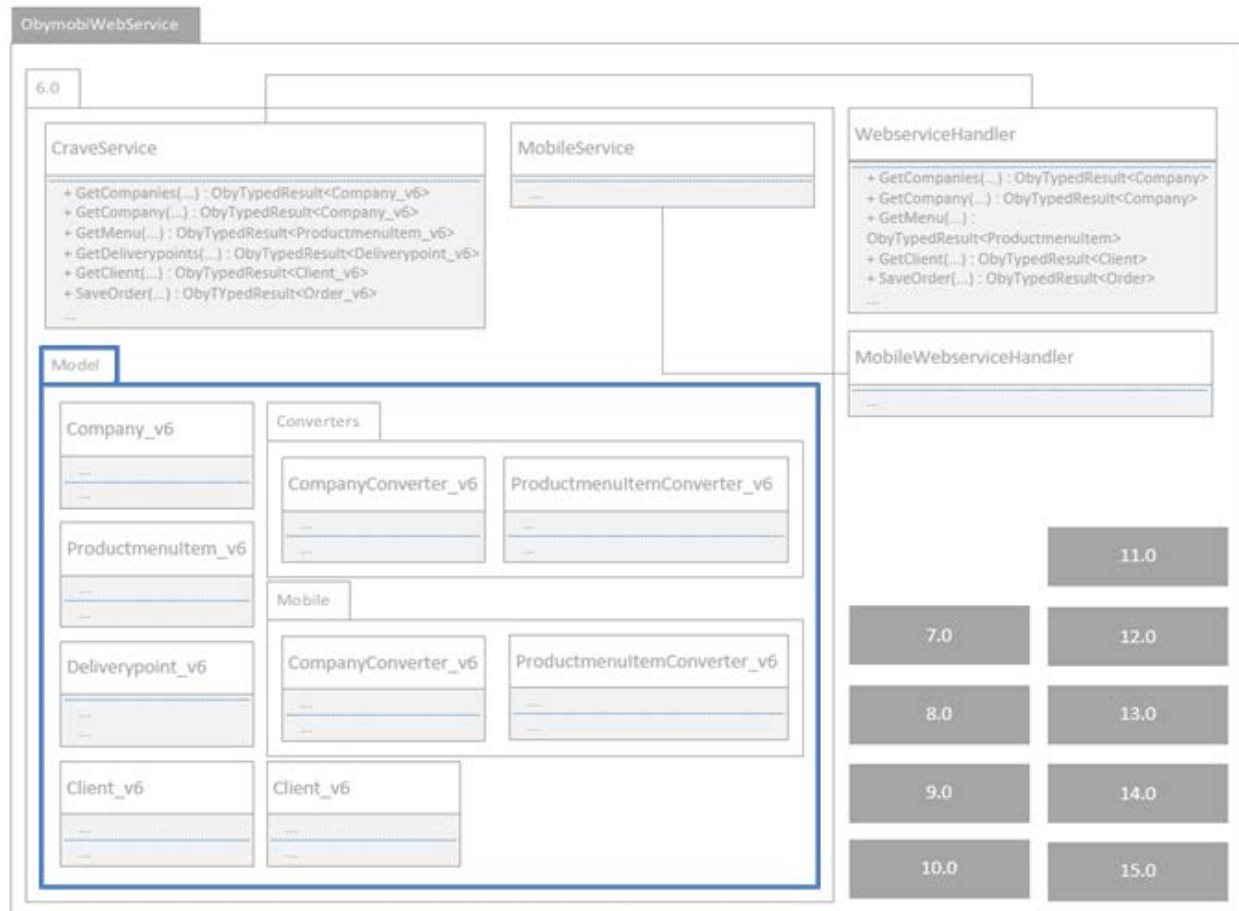 ObymobiWebService
6.0
CraveService
+ GetCompanies(...) : ObyTypedResult<Company_v6>
+ GetCompany(...) : ObyTypedResult<Company_v6>
+ GetMenu(...) : ObyTypedResult<ProductmenuItem_v6>
+ GetDeliverypoints(...) : ObyTypedResult<Deliverypoint_v6>
+ GetClient(...) : ObyTypedResult<Client_v6>
+ SaveOrder(...) : ObyTYpedResult<Order_v6>
...
MobileService
...
WebserviceHandler
+ GetCompanies(...) : ObyTypedResult<Company>
+ GetCompany(...) : ObyTypedResult<Company>
+ GetMenu(...) :
ObyTypedResult<ProductmenuItem>
+ GetClient(...) : ObyTypedResult<Client>
+ SaveOrder(...) : ObyTypedResult<Order>
...
MobileWebserviceHandler
...
Model
Company_v6
...
...
ProductmenuItem_v6
...
...
Deliverypoint_v6
...
...
Client_v6
...
...
Converters
CompanyConverter_v6
...
...
ProductmenuItemConverter_v6
...
...
Mobile
CompanyConverter_v6
...
...
ProductmenuItemConverter_v6
...
...
Client_v6
...
...
7.0
8.0
9.0
10.0
11.0
12.0
13.0
14.0
15.0